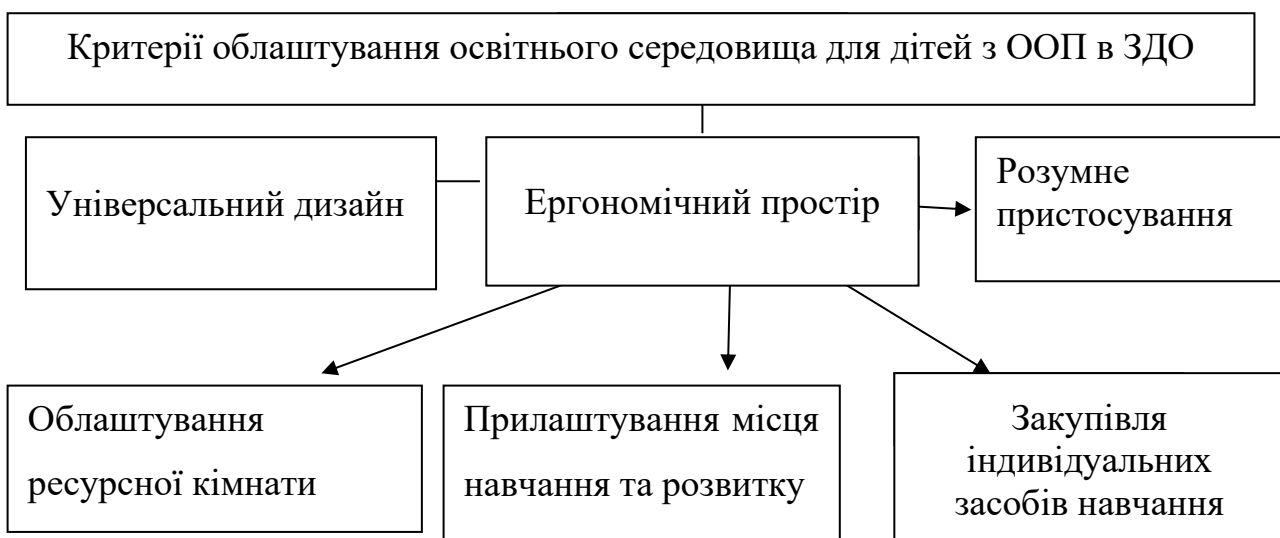 Критерії облаштування освітнього середовища для дітей з ООП в ЗДО
Універсальний дизайн
Ергономічний простір
Розумне
пристосування
Облаштування
ресурсної кімнати
Прилаштування місця
навчання та розвитку
Закупівля
індивідуальних
засобів навчання